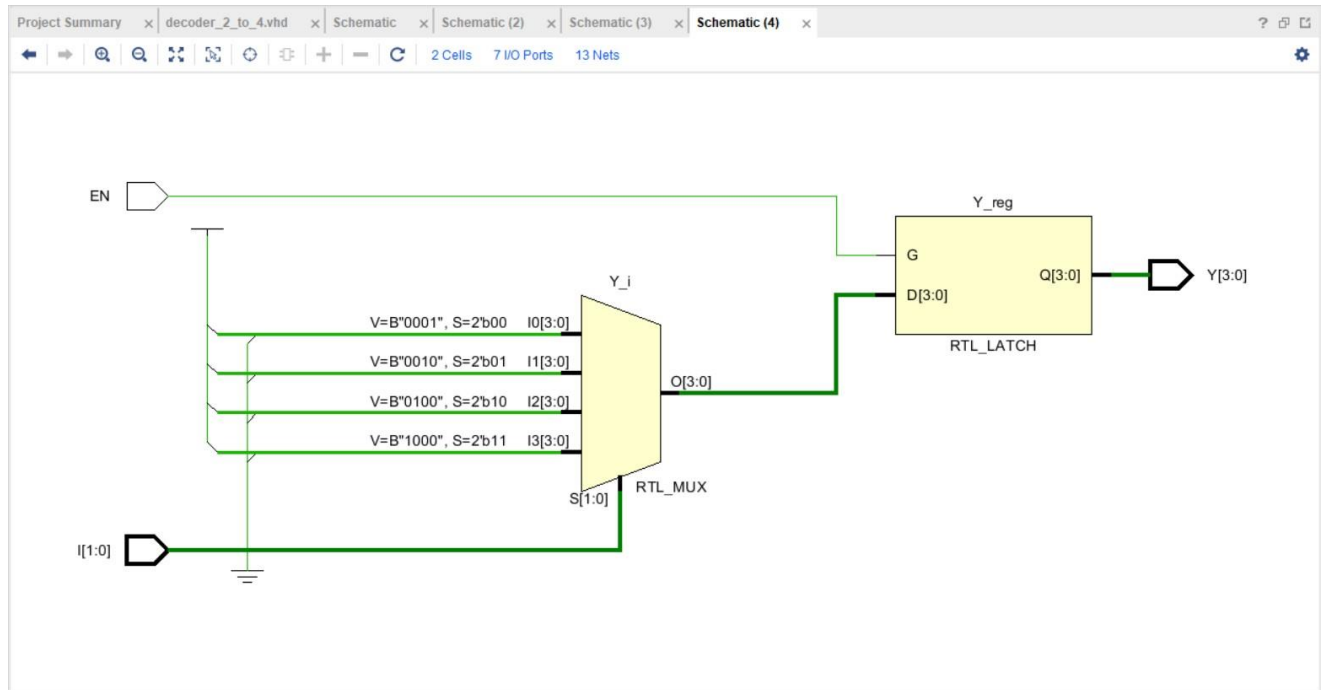 Project Summary × decoder_2_to_4.vhd × Schematic × Schematic (2) × Schematic (3) × Schematic (4) × ?
2 Cells 7 I/O Ports 13 Nets
EN
Y_reg
G
Q[3:0]
Y[3:0]
D[3:0]
RTL_LATCH
Y_i
V=B"0001", S=2'b00 I0[3:0]
V=B"0010", S=2'b01 I1[3:0]
O[3:0]
V=B"0100", S=2'b10 I2[3:0]
V=B"1000", S=2'b11 I3[3:0]
RTL_MUX
S[1:0]
I[1:0]